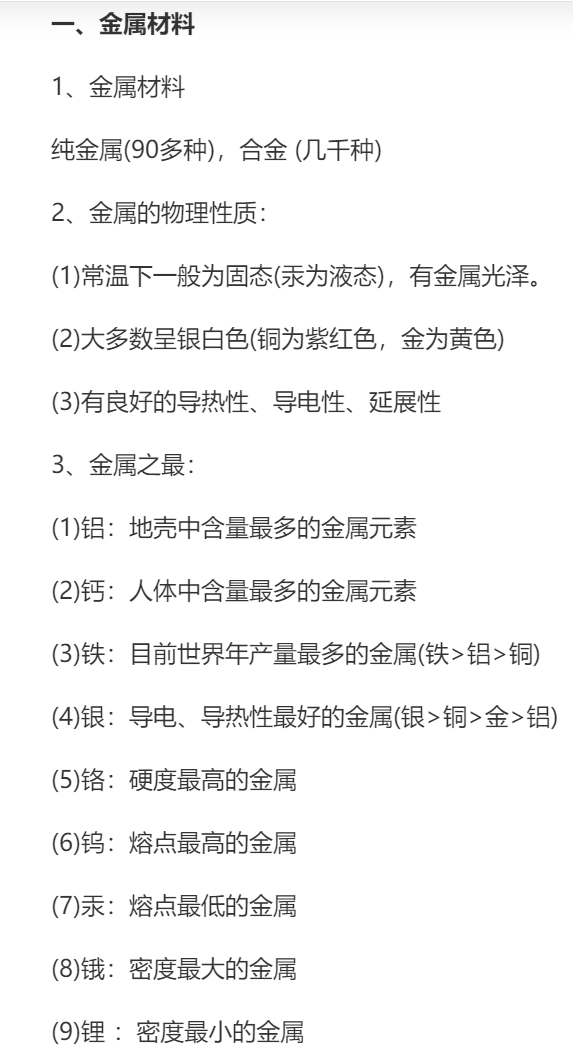 一、金属材料
1、金属材料
纯金属(90多种)，合金 (几千种)
2、金属的物理性质：
(1)常温下一般为固态(汞为液态)，有金属光泽。
(2)大多数呈银白色(铜为紫红色，金为黄色)
(3)有良好的导热性、导电性、延展性
3、金属之最：
(1)铝：地壳中含量最多的金属元素
(2)钙：人体中含量最多的金属元素
(3)铁：目前世界年产量最多的金属(铁>铝>铜)
(4)银：导电、导热性最好的金属(银>铜>金>铝)
(5)铬：硬度最高的金属
(6)钨：熔点最高的金属
(7)汞：熔点最低的金属
(8)锇：密度最大的金属
(9)锂 ：密度最小的金属